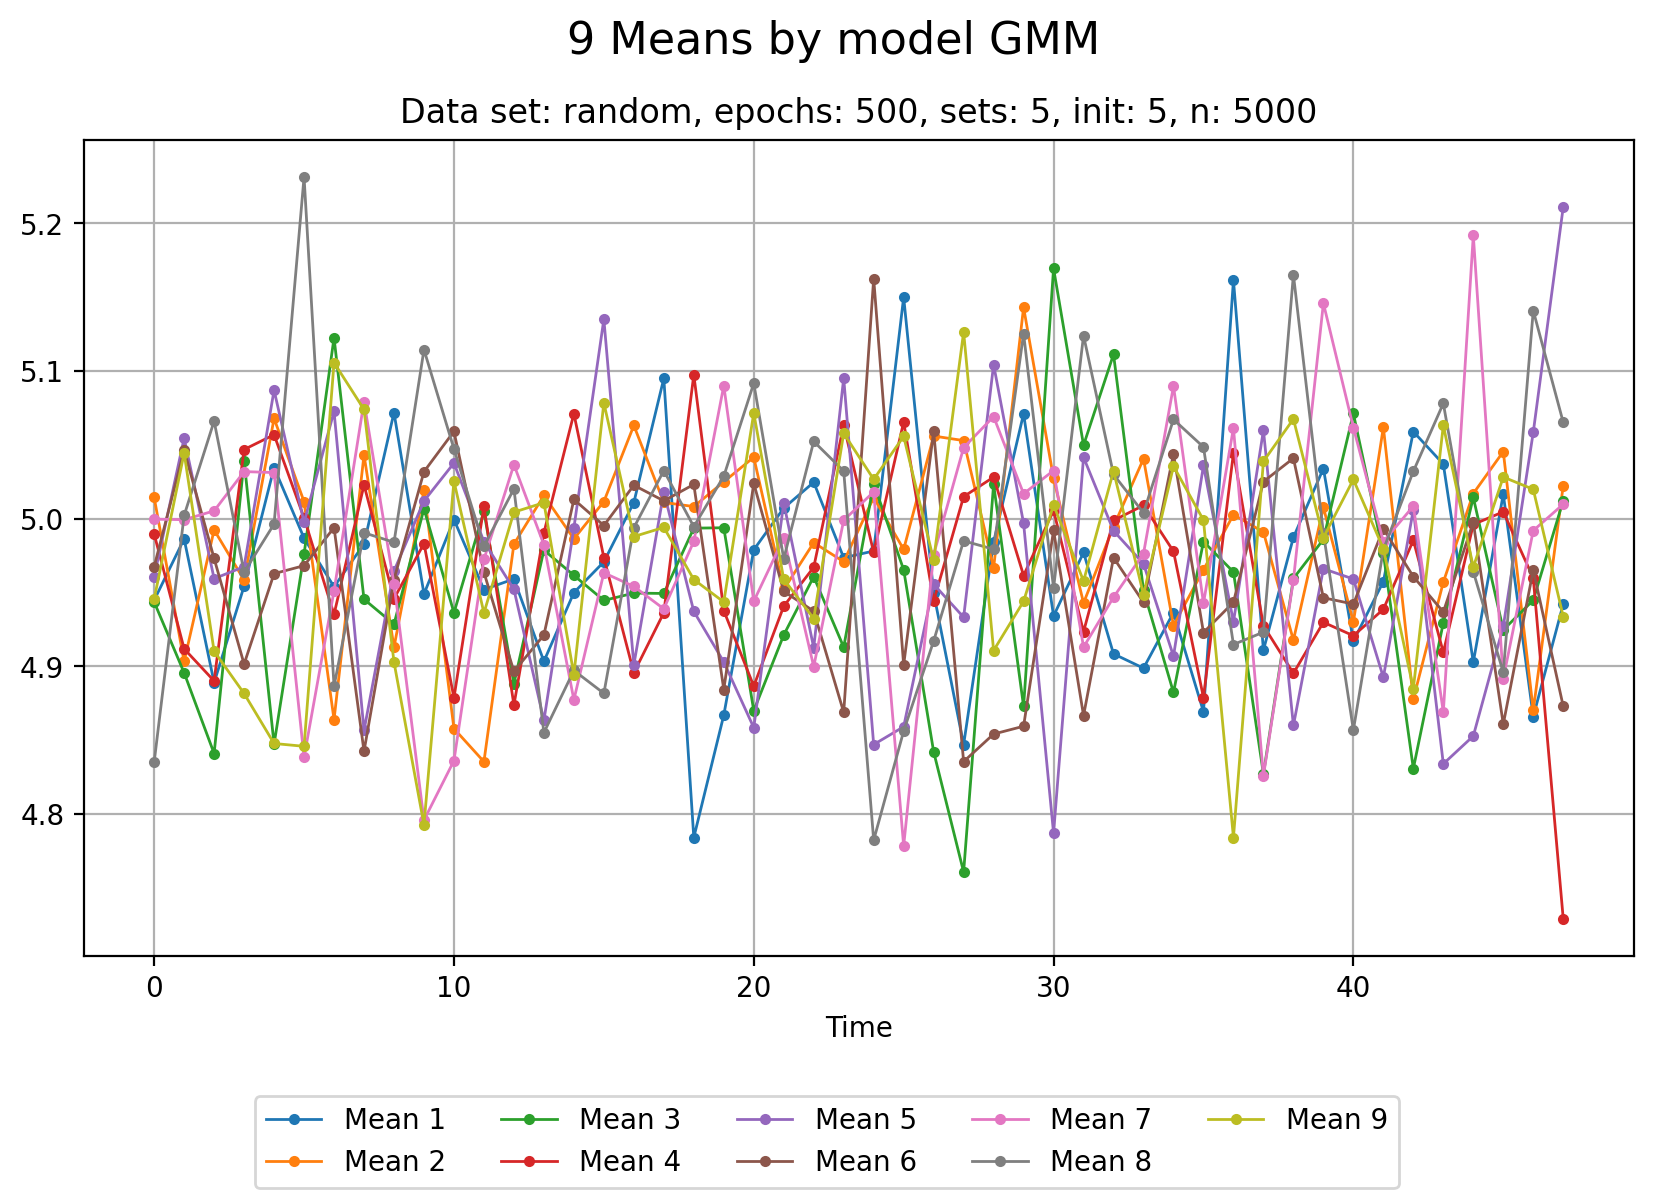 9 Means by model GMM
Data set: random, epochs: 500, sets: 5, init: 5, n: 5000
5.2
5.1
5.0
4.9
4.8
0 10 20 30 40
Time
Mean 1 Mean 3 Mean 5 Mean 7 Mean 9
Mean 2 Mean 4 Mean 6 Mean 8